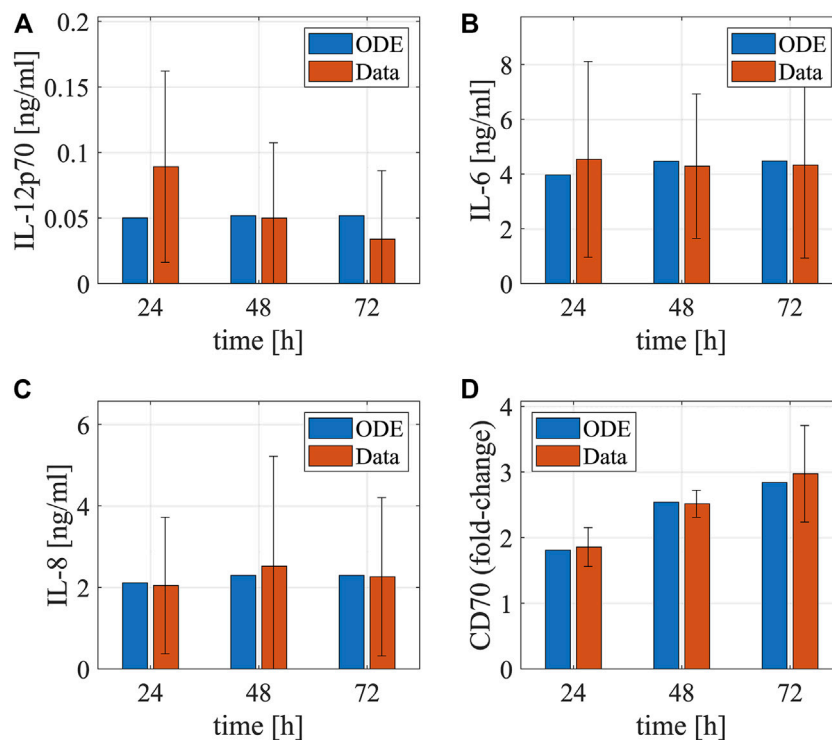 A
IL-12p70 [ng/ml]
0.2
0.15
0.1
0.05
0
ODE
Data
24 48 72
time [h]
B
IL-6 [ng/ml]
8
6
4
2
0
ODE
Data
24 48 72
time [h]
C
IL-8 [ng/ml]
6
4
2
0
ODE
Data
24 48 72
time [h]
D
CD70 (fold-change)
4
3
2
1
0
ODE
Data
24 48 72
time [h]